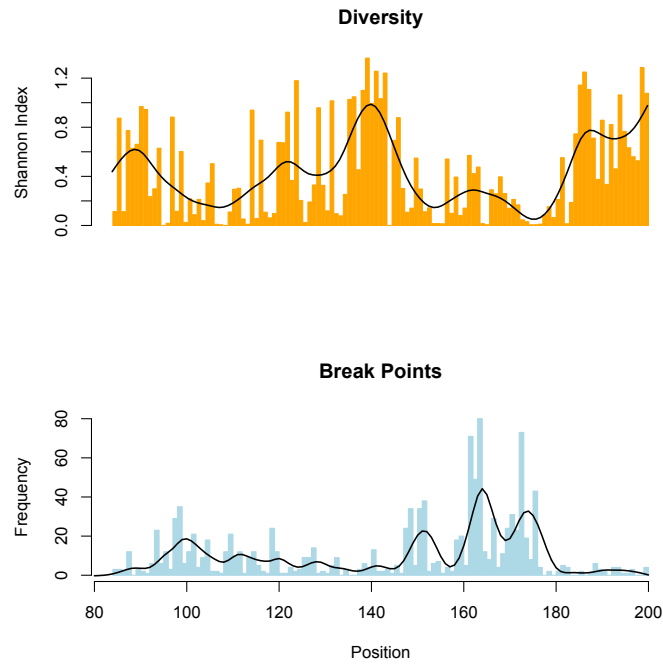 Diversity
Shannon Index
0.0 0.4 0.8 1.2
Break Points
Frequency
0 20 40 60 80
80 100 120 140 160 180 200
Position